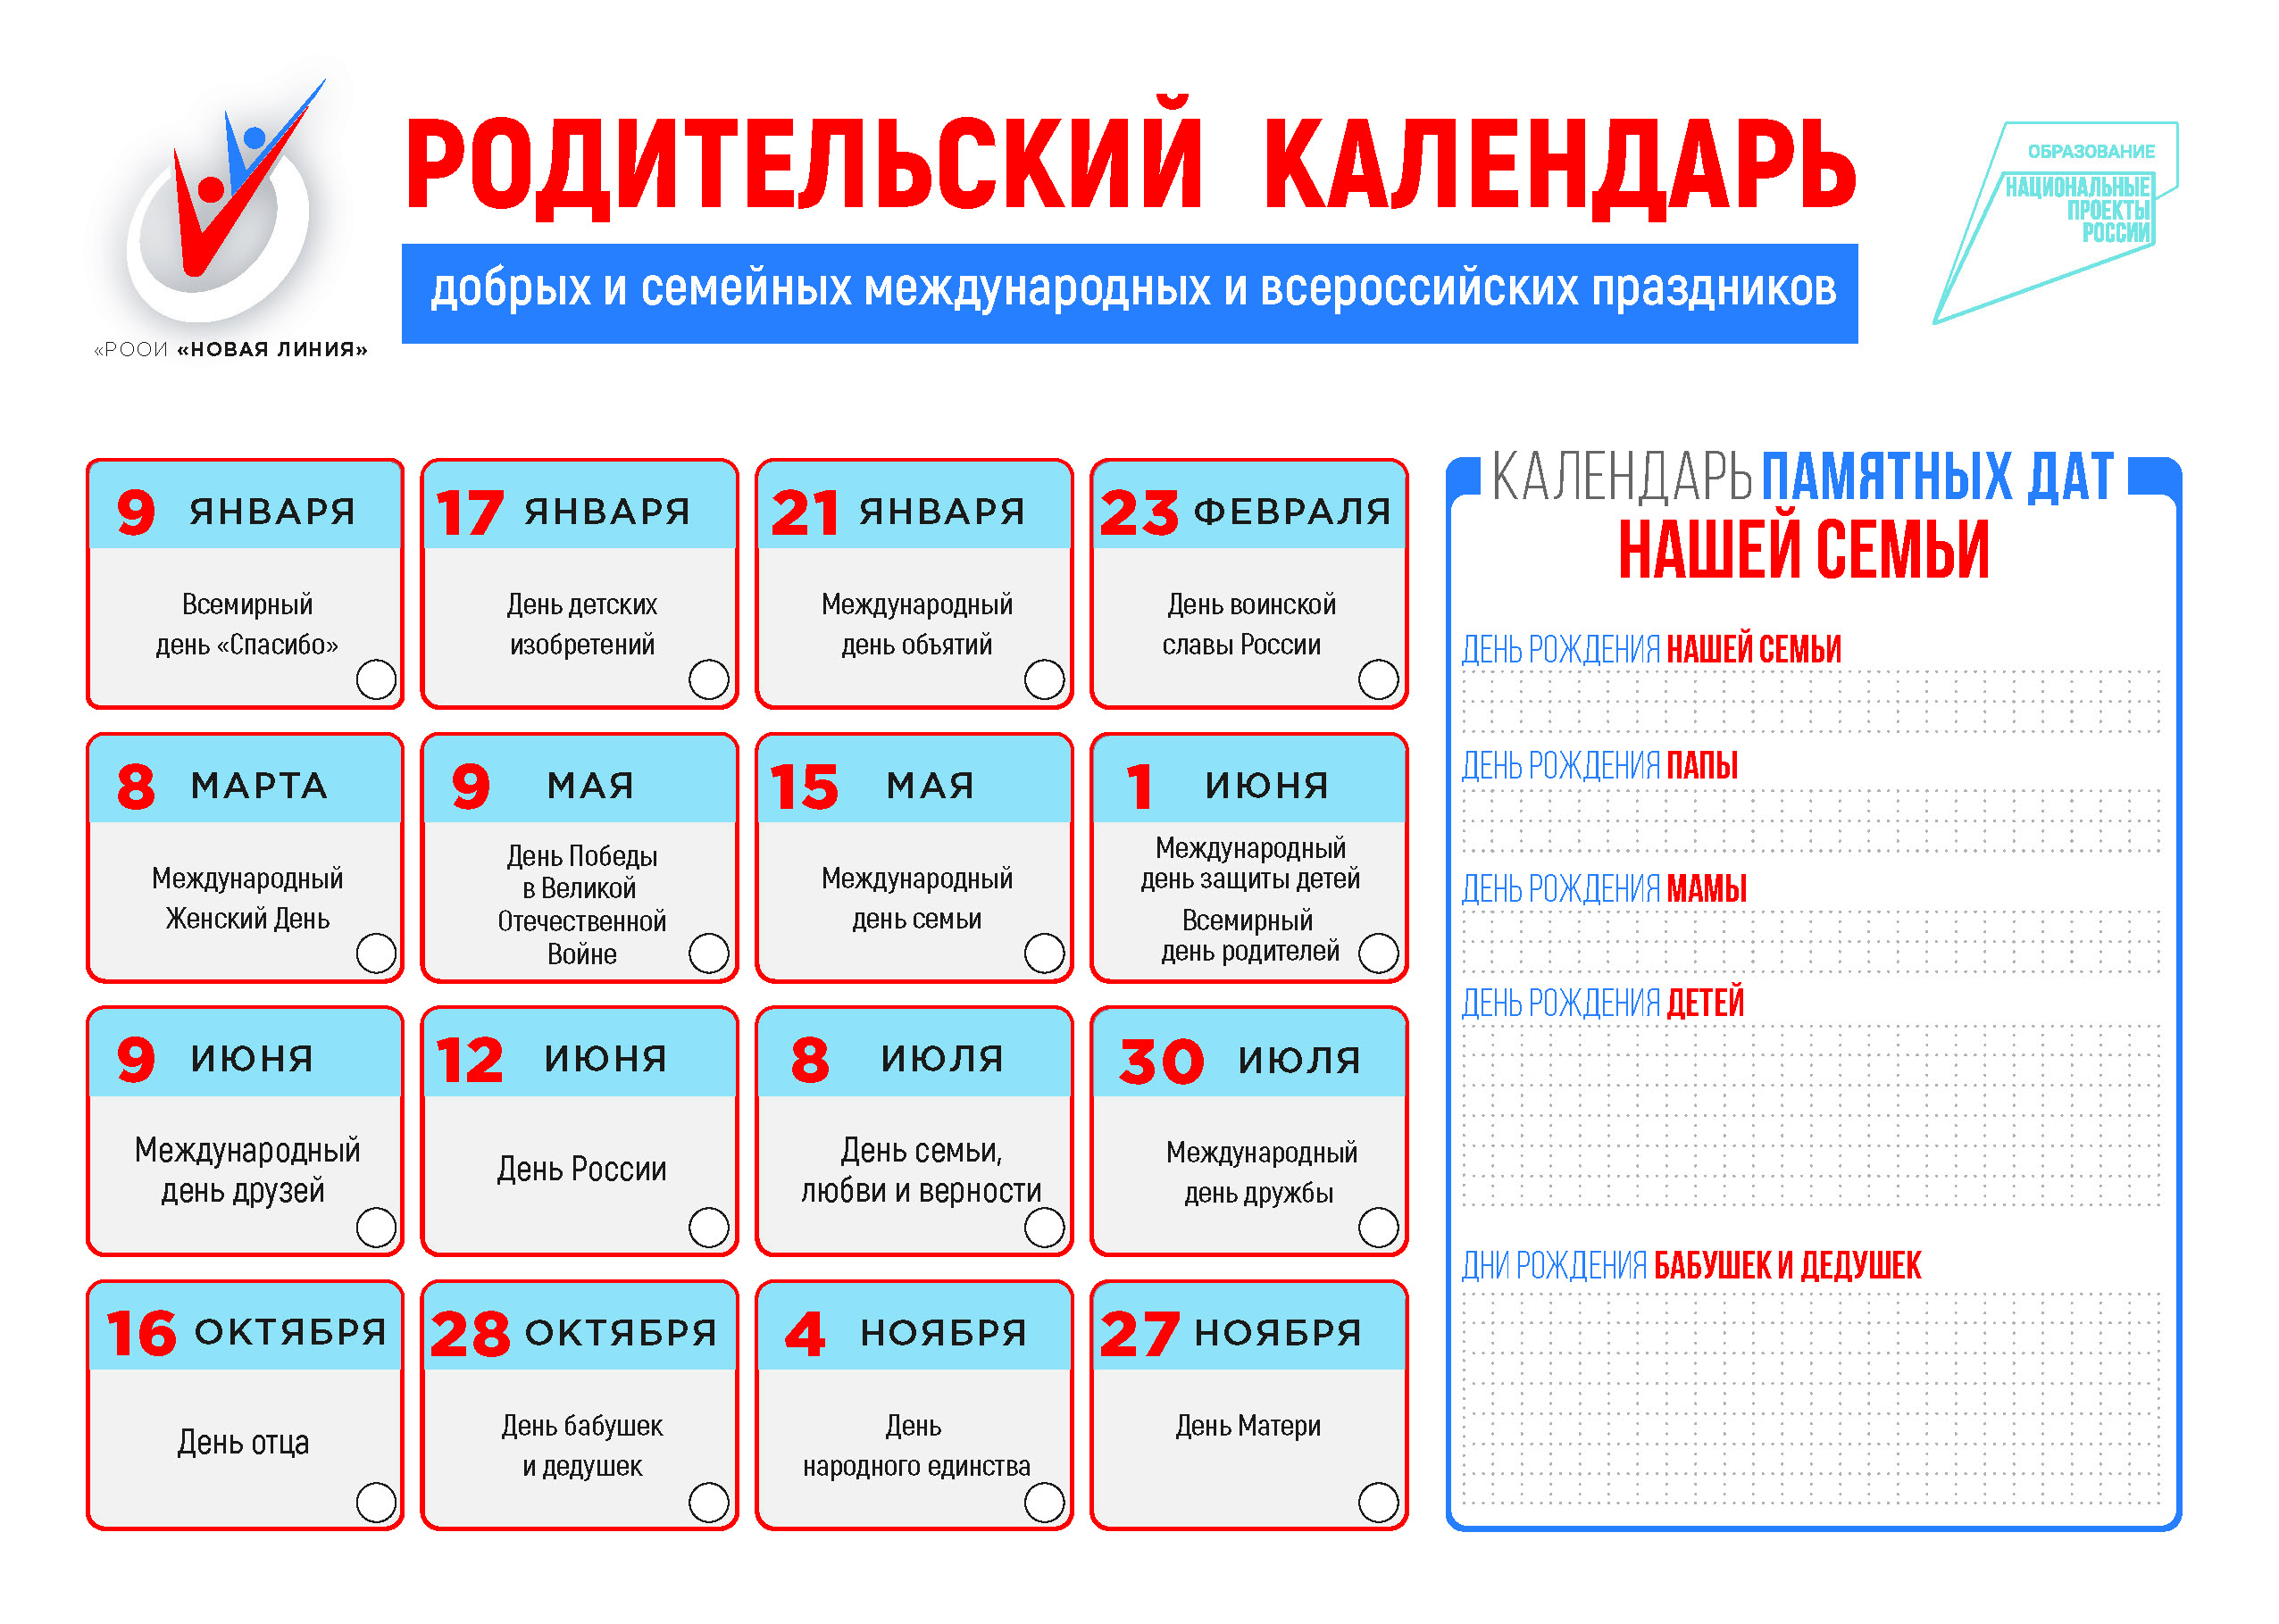 РОДИТЕЛЬСКИЙ КАЛЕНДАРЬ
добрых и семейных международных и всероссийских праздников
«РООИ «НОВАЯ ЛИНИЯ»
ОБРАЗОВАНИЕ
НАЦИОНАЛЬНЫЕ
ПРОЕКТЫ
РОССИИ
9 ЯНВАРЯ
Всемирный
день «Спасибо»
17 ЯНВАРЯ
День детских
изобретений
21 ЯНВАРЯ
Международный
день объятий
23 ФЕВРАЛЯ
День воинской
славы России
8 МАРТА
Международный
Женский День
9 МАЯ
День Победы
в Великой
Отечественной
Войне
15 МАЯ
Международный
день семьи
1 ИЮНЯ
Международный
день защиты детей
Всемирный
день родителей
9 ИЮНЯ
Международный
день друзей
12 ИЮНЯ
День России
8 ИЮЛЯ
День семьи,
любви и верности
30 ИЮЛЯ
Международный
день дружбы
16 ОКТЯБРЯ
День отца
28 ОКТЯБРЯ
День бабушек
и дедушек
4 НОЯБРЯ
День
народного единства
27 НОЯБРЯ
День Матери
КАЛЕНДАРЬ ПАМЯТНЫХ ДАТ
НАШЕЙ СЕМЬИ
ДЕНЬ РОЖДЕНИЯ НАШЕЙ СЕМЬИ
ДЕНЬ РОЖДЕНИЯ ПАПЫ
ДЕНЬ РОЖДЕНИЯ МАМЫ
ДЕНЬ РОЖДЕНИЯ ДЕТЕЙ
ДНИ РОЖДЕНИЯ БАБУШЕК И ДЕДУШЕК